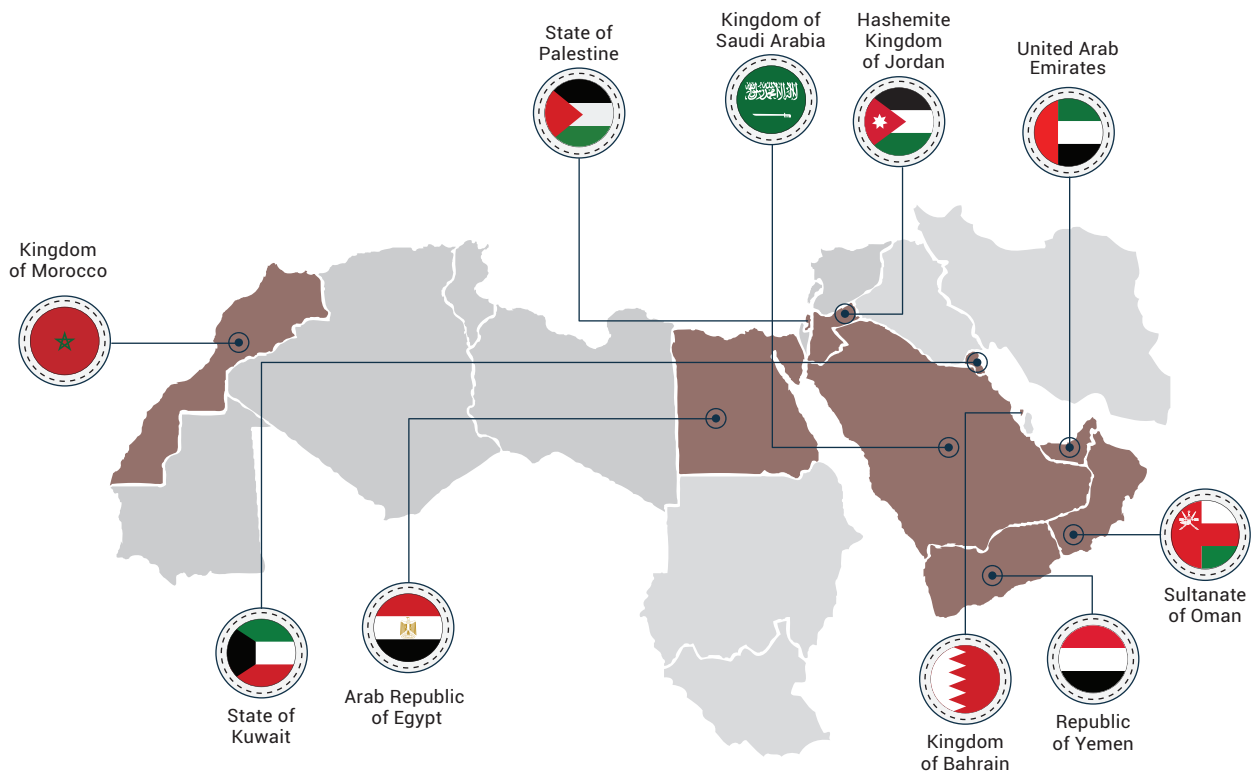 State of
Palestine
Kingdom of
Saudi Arabia
Hashemite
Kingdom
of Jordan
United Arab
Emirates
Kingdom
of Morocco
Sultanate
of Oman
State of
Kuwait
Arab Republic
of Egypt
Kingdom
of Bahrain
Republic
of Yemen